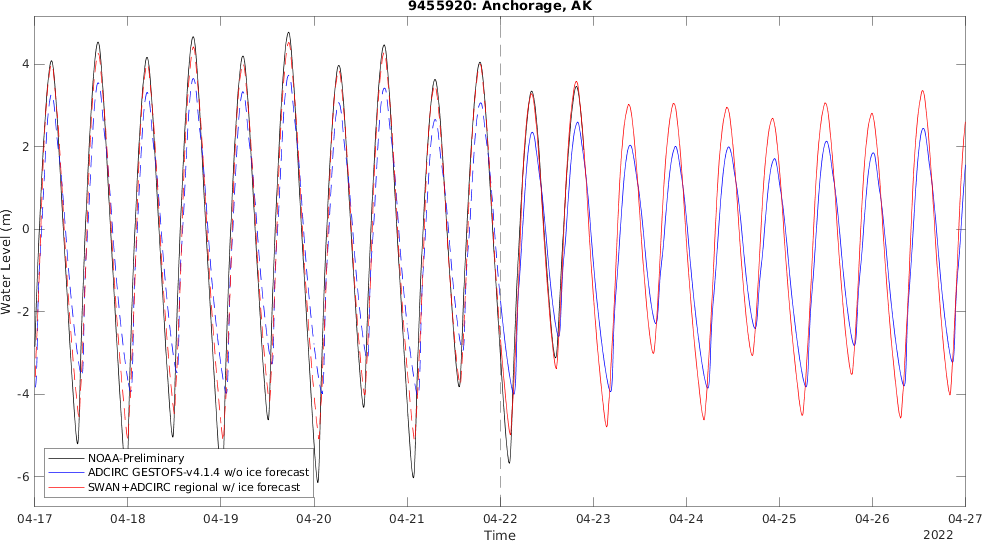 9455920: Anchorage, AK
Water Level (m)
4
2
0
-2
-4
-6
NOAA-Preliminary
ADCIRC GESTOFS-v4.1.4 w/o ice forecast
SWAN+ADCIRC regional w/ ice forecast
04-17 04-18 04-19 04-20 04-21 04-22 04-23 04-24 04-25 04-26 04-27
Time
2022